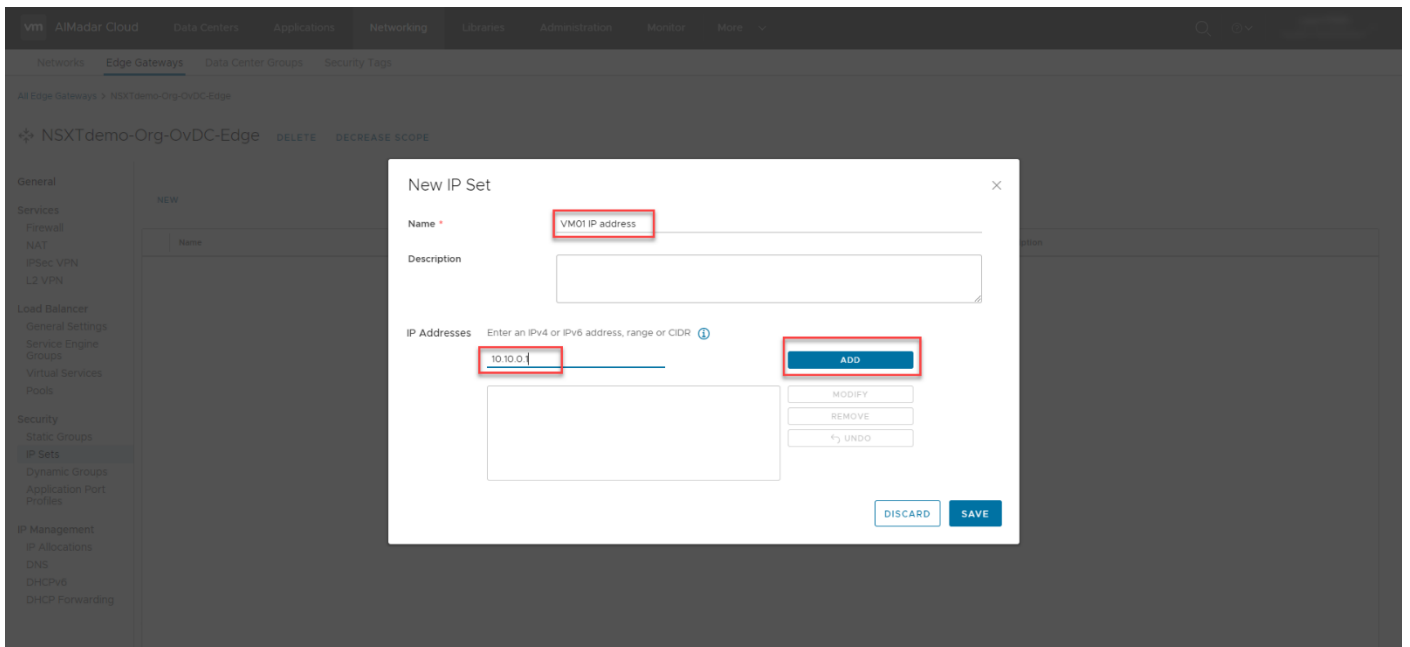 vm AlMadar Cloud Data Centers Applications Networking Libraries Administration Monitor More
Networks Edge Gateways Data Center Groups Security Tags
All Edge Gateways > NSXTdemo-Org-OvDC-Edge
NSXTdemo-Org-OvDC-Edge DELETE DECREASE SCOPE
General
NEW
Services
Firewall
NAT
IPSec VPN
L2 VPN
Load Balancer
General Settings
Service Engine
Groups
Virtual Services
Pools
Security
Static Groups
IP Sets
Dynamic Groups
Application Port
Profiles
IP Management
IP Allocations
DNS
DHCPv6
DHCP Forwarding
Name
ption
New IP Set
Name *
VM01 IP address
Description
IP Addresses Enter an IPv4 or IPv6 address, range or CIDR
10.10.0.1
ADD
MODIFY
REMOVE
UNDO
DISCARD SAVE